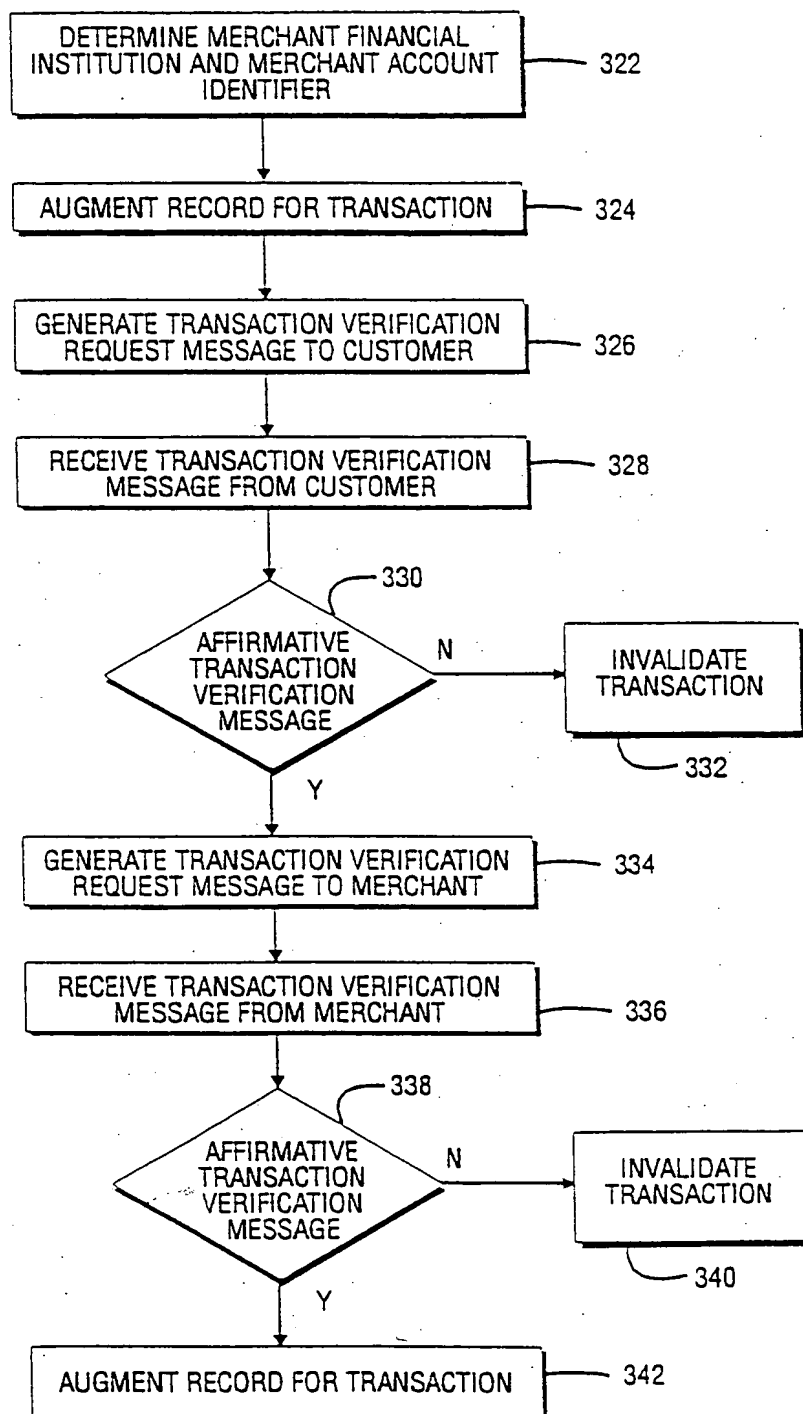 DETERMINE MERCHANT FINANCIAL
INSTITUTION AND MERCHANT ACCOUNT
IDENTIFIER
322
AUGMENT RECORD FOR TRANSACTION
324
GENERATE TRANSACTION VERIFICATION
REQUEST MESSAGE TO CUSTOMER
326
RECEIVE TRANSACTION VERIFICATION
MESSAGE FROM CUSTOMER
328
330
AFFIRMATIVE
TRANSACTION
VERIFICATION
MESSAGE
N
INVALIDATE
TRANSACTION
332
Y
GENERATE TRANSACTION VERIFICATION
REQUEST MESSAGE TO MERCHANT
334
RECEIVE TRANSACTION VERIFICATION
MESSAGE FROM MERCHANT
336
338
AFFIRMATIVE
TRANSACTION
VERIFICATION
MESSAGE
N
INVALIDATE
TRANSACTION
340
Y
AUGMENT RECORD FOR TRANSACTION
342